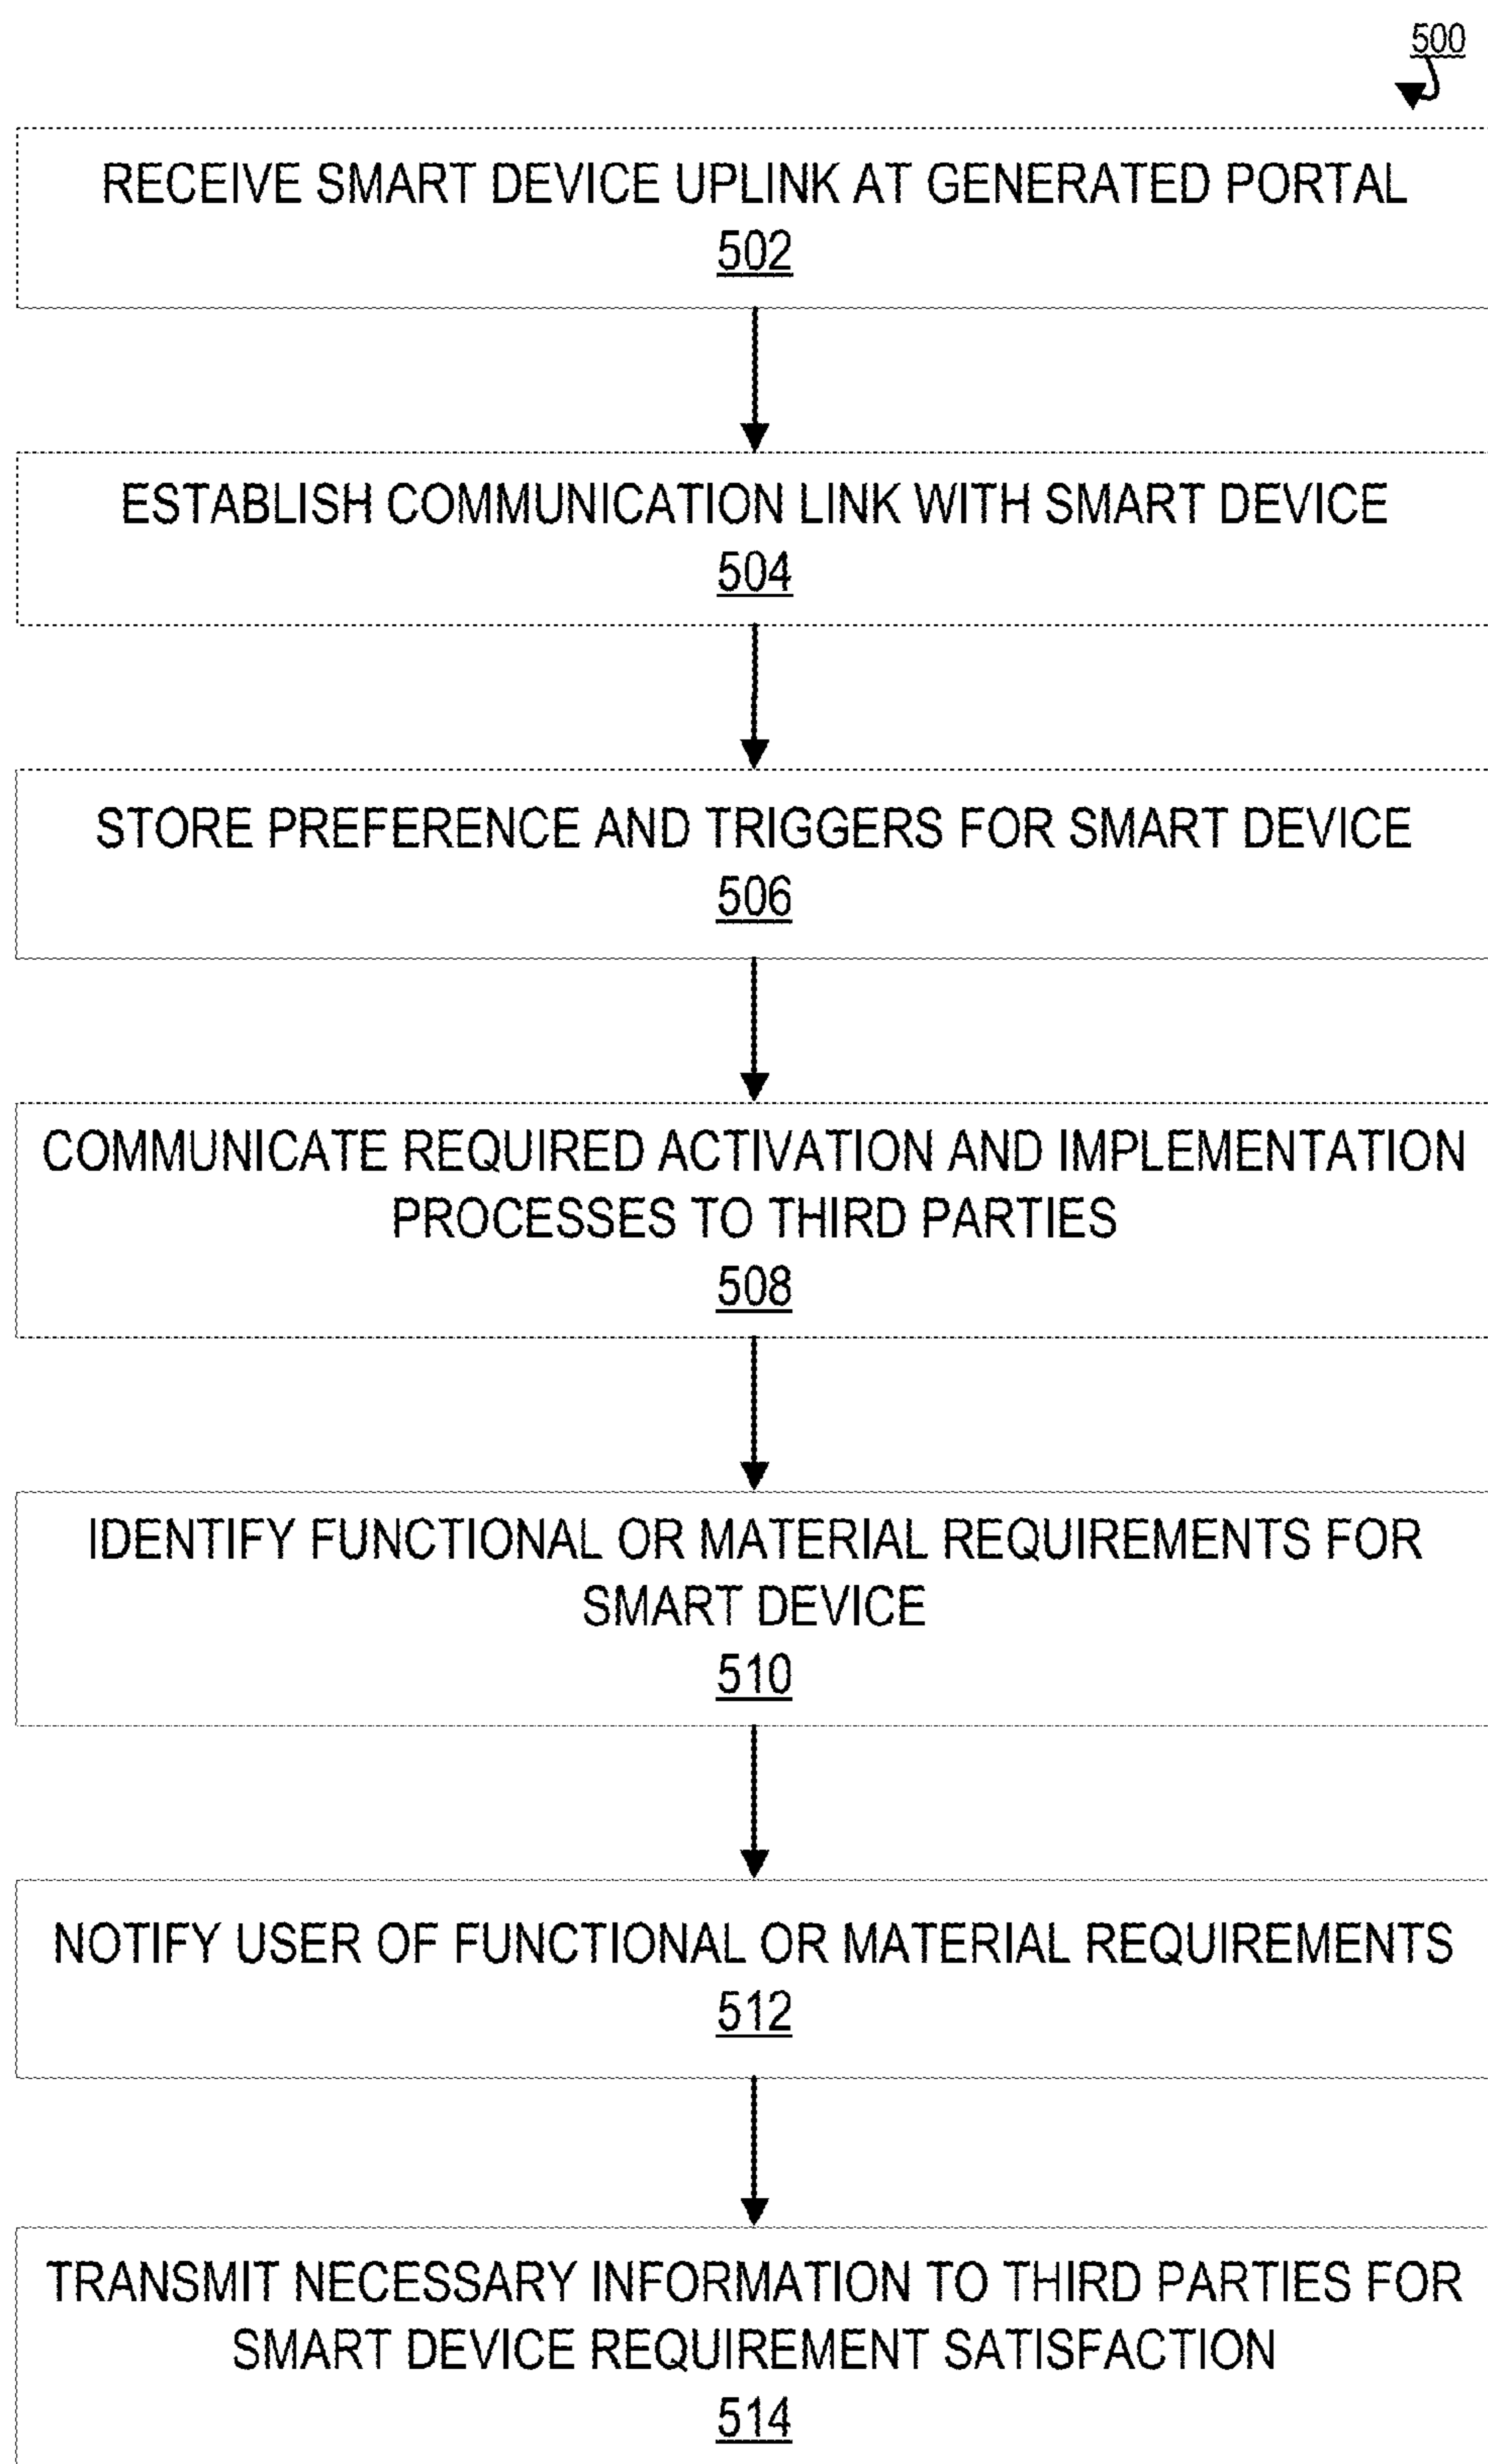 500
RECEIVE SMART DEVICE UPLINK AT GENERATED PORTAL
502
ESTABLISH COMMUNICATION LINK WITH SMART DEVICE
504
STORE PREFERENCE AND TRIGGERS FOR SMART DEVICE
506
COMMUNICATE REQUIRED ACTIVATION AND IMPLEMENTATION
PROCESSES TO THIRD PARTIES
508
IDENTIFY FUNCTIONAL OR MATERIAL REQUIREMENTS FOR
SMART DEVICE
510
NOTIFY USER OF FUNCTIONAL OR MATERIAL REQUIREMENTS
512
TRANSMIT NECESSARY INFORMATION TO THIRD PARTIES FOR
SMART DEVICE REQUIREMENT SATISFACTION
514